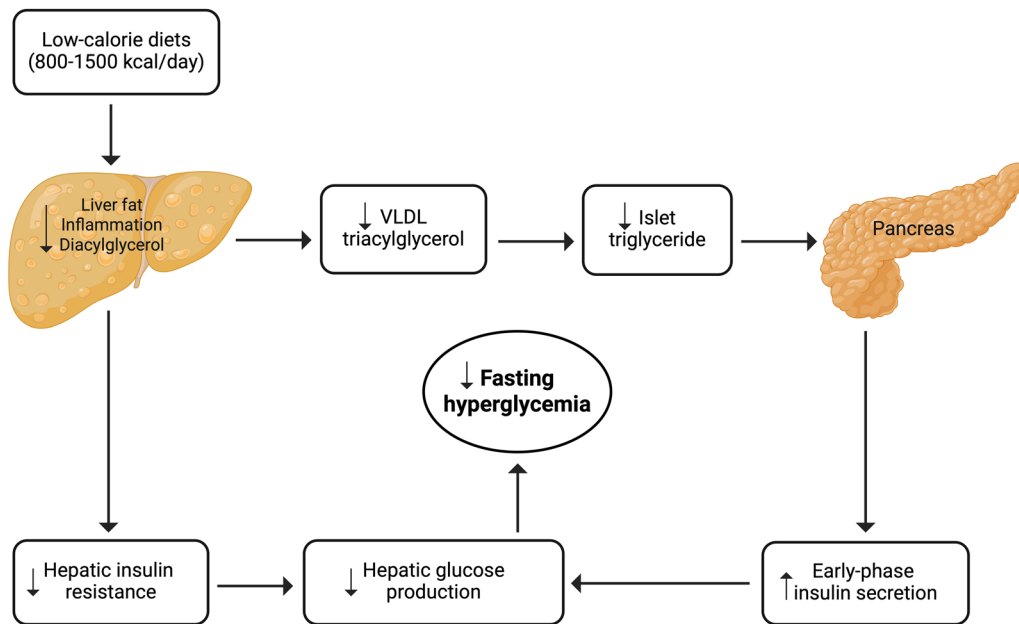 Low-calorie diets
(800-1500 kcal/day)
↓ Liver fat
Inflammation
Diacylglycerol
↓ VLDL
triacylglycerol
↓ Islet
triglyceride
Pancreas
↓ Fasting
hyperglycemia
↓ Hepatic insulin
resistance
↓ Hepatic glucose
production
↑ Early-phase
insulin secretion